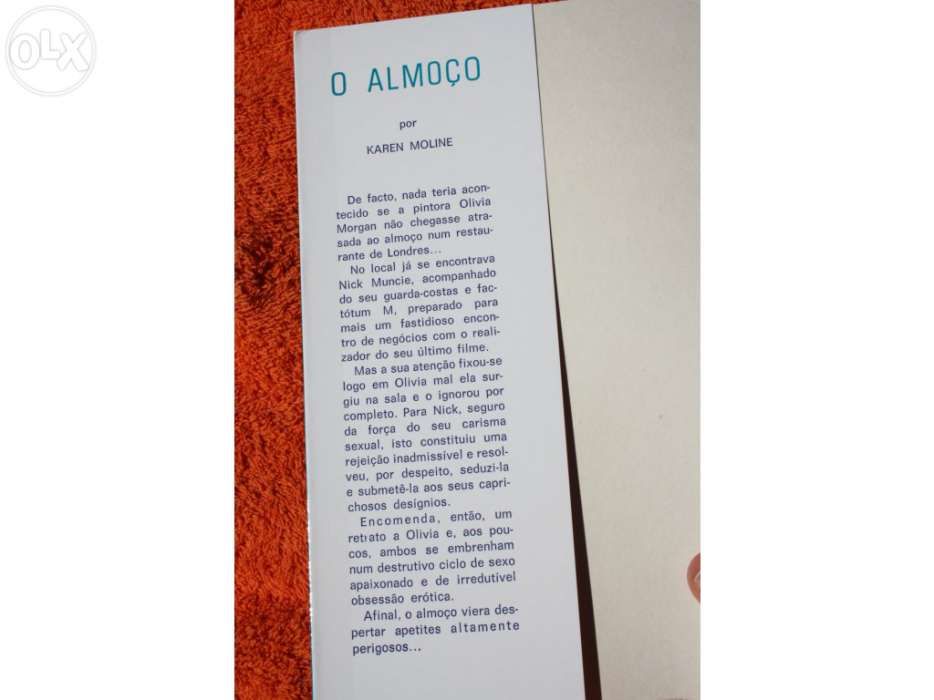 OLX
O ALMOÇO
por
KAREN MOLINE
De facto, nada teria acon-
tecido se a pintora Olivia
Morgan não chegasse atra-
sada ao almoço num restau-
rante de Londres...
No local já se encontrava
Nick Muncie, acompanhado
do seu guarda-costas e fac-
tótum M, preparado para
mais um fastidioso encon-
tro de negócios com o reali-
zador do seu último filme.
Mas a sua atenção fixou-se
logo em Olivia mal ela sur-
giu na sala e o ignorou por
completo. Para Nick, seguro
da força do seu carisma
sexual, isto constituiu uma
rejeição inadmissível e resol-
veu, por despeito, seduzi-la
e submetê-la aos seus capri-
chosos desígnios.
Encomenda, então, um
retrato a Olivia e, aos pou-
cos, ambos se embrenham
num destrutivo ciclo de sexo
apaixonado e de irredutível
obsessão erótica.
Afinal, o almoço viera des-
pertar apetites altamente
perigosos...